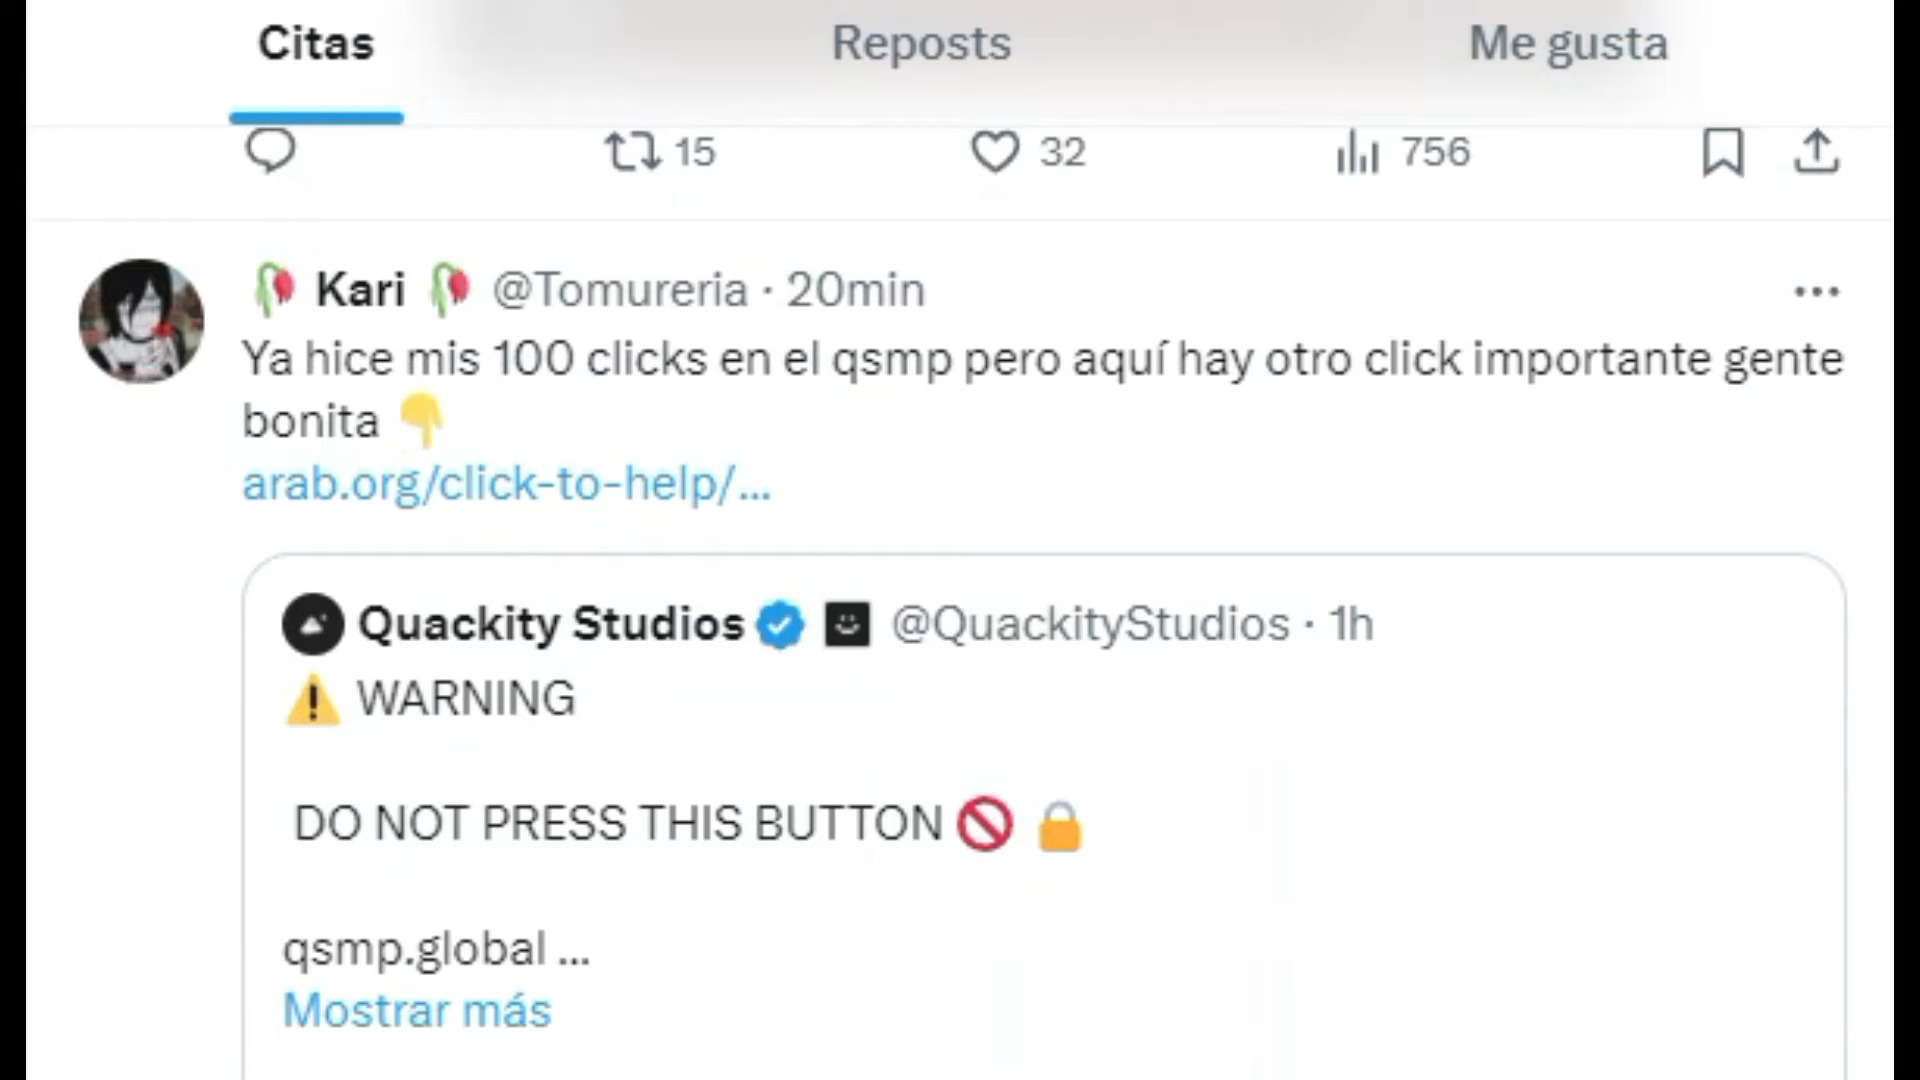 Citas Reposts Me gusta
15 32 756
Kari @Tomureria · 20min
Ya hice mis 100 clicks en el qsmp pero aquí hay otro click importante gente
bonita 👇
arab.org/click-to-help/...
Quackity Studios @QuackityStudios · 1h
⚠️ WARNING
DO NOT PRESS THIS BUTTON 🚫 🔒
qsmp.global ...
Mostrar más